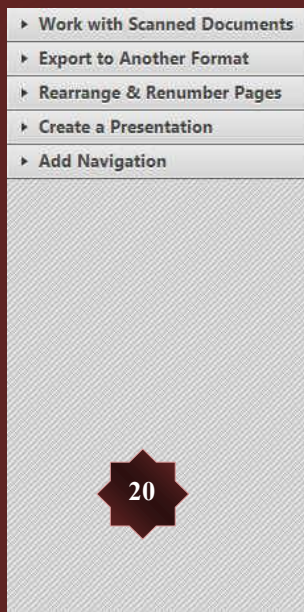 Work with Scanned Documents
Export to Another Format
Rearrange & Renumber Pages
Create a Presentation
Add Navigation
20